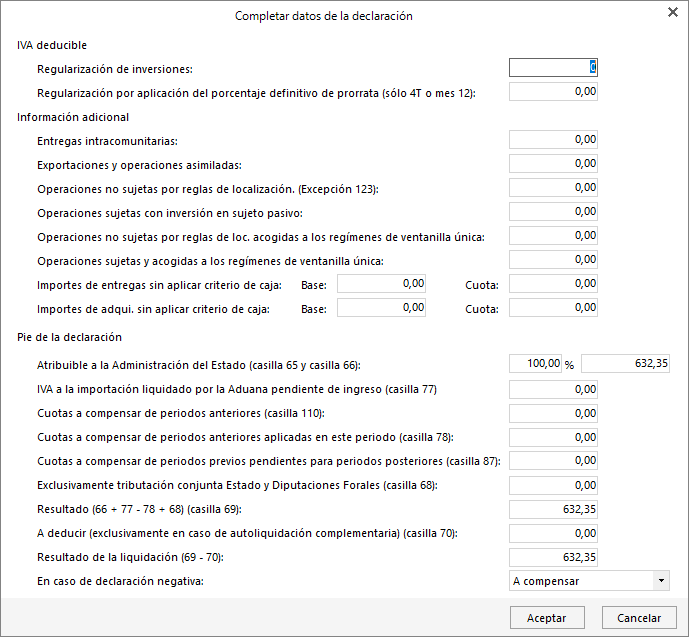 Completar datos de la declaración
IVA deducible
Regularización de inversiones: 0
Regularización por aplicación del porcentaje definitivo de prorrata (sólo 4T o mes 12): 0,00
Información adicional
Entregas intracomunitarias: 0,00
Exportaciones y operaciones asimiladas: 0,00
Operaciones no sujetas por reglas de localización. (Excepción 123): 0,00
Operaciones sujetas con inversión en sujeto pasivo: 0,00
Operaciones no sujetas por reglas de loc. acogidas a los regímenes de ventanilla única: 0,00
Operaciones sujetas y acogidas a los regímenes de ventanilla única: 0,00
Importes de entregas sin aplicar criterio de caja: Base: 0,00 Cuota: 0,00
Importes de adqui. sin aplicar criterio de caja: Base: 0,00 Cuota: 0,00
Pie de la declaración
Atribuible a la Administración del Estado (casilla 65 y casilla 66): 100,00 % 632,35
IVA a la importación liquidado por la Aduana pendiente de ingreso (casilla 77) 0,00
Cuotas a compensar de periodos anteriores (casilla 110): 0,00
Cuotas a compensar de periodos anteriores aplicadas en este periodo (casilla 78): 0,00
Cuotas a compensar de periodos previos pendientes para periodos posteriores (casilla 87): 0,00
Exclusivamente tributación conjunta Estado y Diputaciones Forales (casilla 68): 0,00
Resultado (66 + 77 - 78 + 68) (casilla 69): 632,35
A deducir (exclusivamente en caso de autoliquidación complementaria) (casilla 70): 0,00
Resultado de la liquidación (69 - 70): 632,35
En caso de declaración negativa: A compensar
Aceptar Cancelar